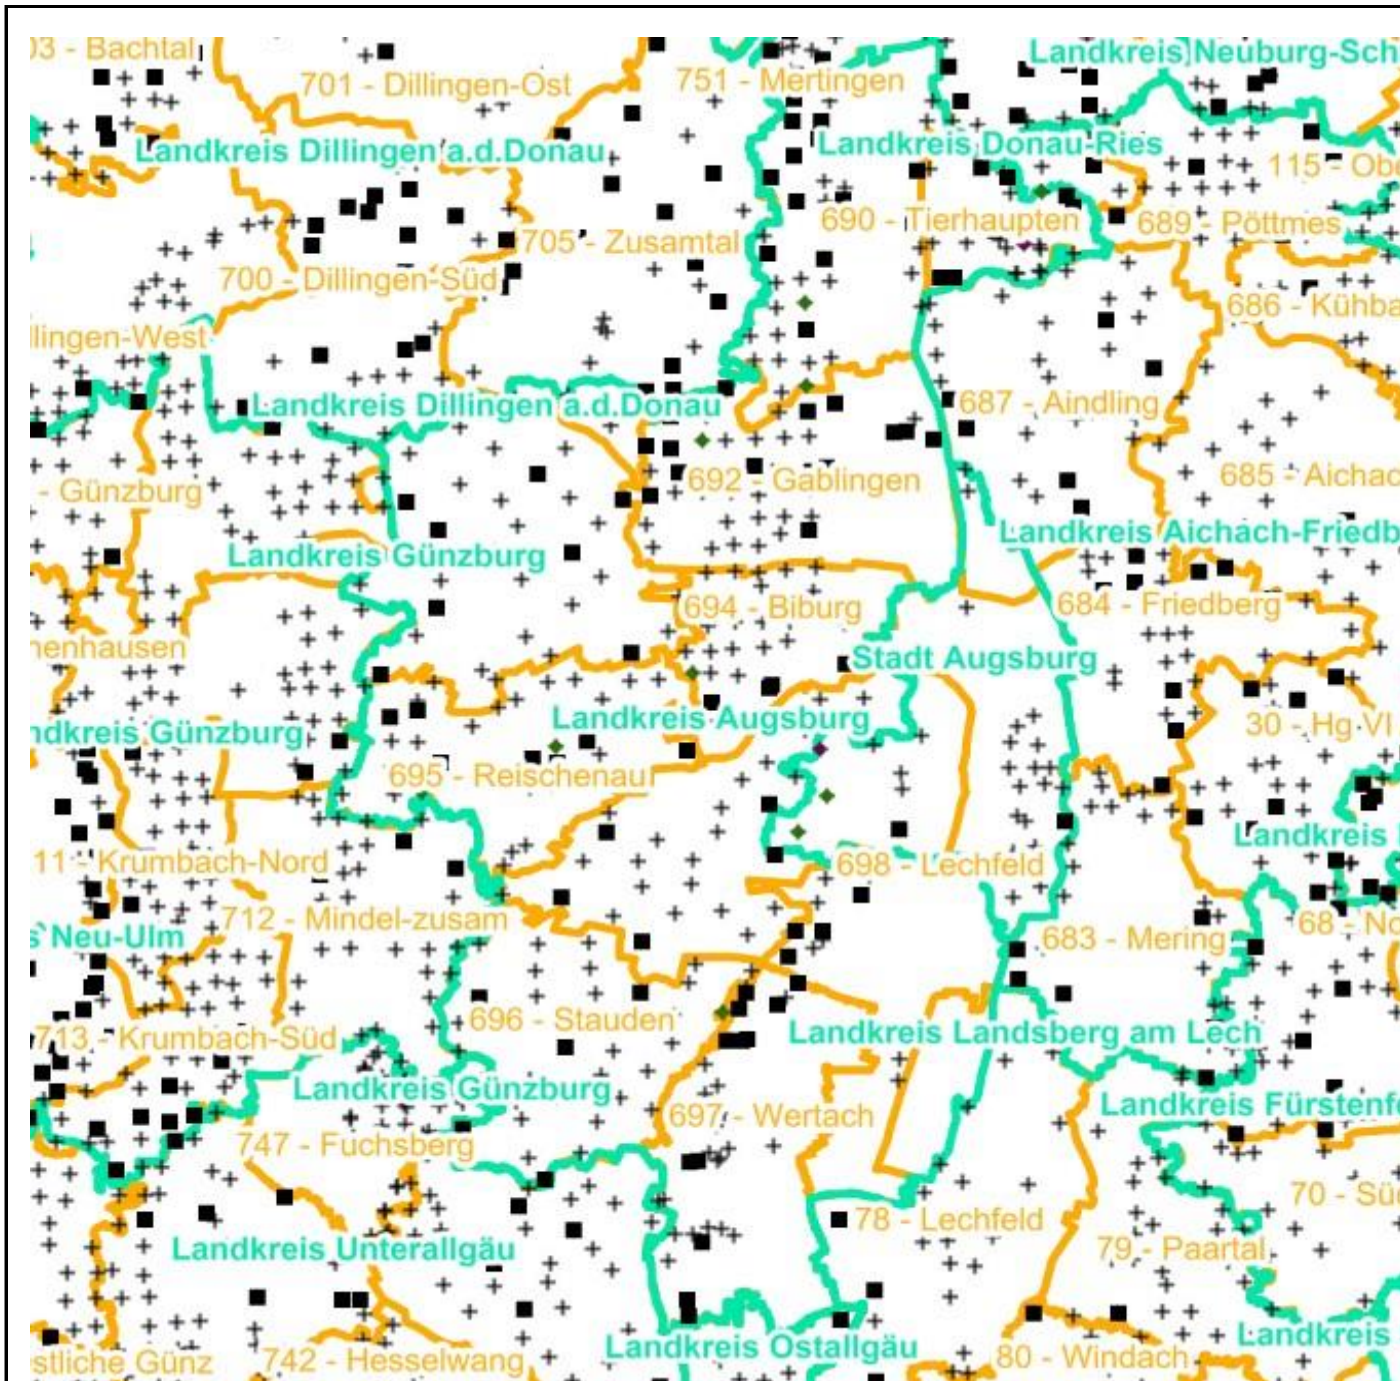 03 - Bachtal
Landkreis Neuburg-Sch
701 - Dillingen-Ost
751 - Mertingen
Landkreis Dillingen a.d.Donau
Landkreis Donau-Ries
115 - Obe
690 - Tierhaupten
689 - Pöttmes
705 - Zusamtal
700 - Dillingen-Süd
686 - Kühba
llingen-West
Landkreis Dillingen a.d.Donau
687 - Aindling
- Günzburg
692 - Gablingen
685 - Aichac
Landkreis Günzburg
Landkreis Aichach-Friedb
694 - Biburg
684 - Friedberg
nenhausen
Stadt Augsburg
ndkreis Günzburg
Landkreis Augsburg
30 - Hg VI
695 - Reischenau
Landkreis
11 - Krumbach-Nord
698 - Lechfeld
712 - Mindel-zusam
68 - No
s Neu-Ulm
683 - Mering
696 - Stauden
713 - Krumbach-Süd
Landkreis Landsberg am Lech
Landkreis Günzburg
Landkreis Fürstenfe
697 - Wertach
747 - Fuchsberg
70 - Sü
78 - Lechfeld
Landkreis Unterallgäu
79 - Paartal
Landkreis Ostallgäu
Landkreis
stliche Günz
742 - Hesselwang
80 - Windach